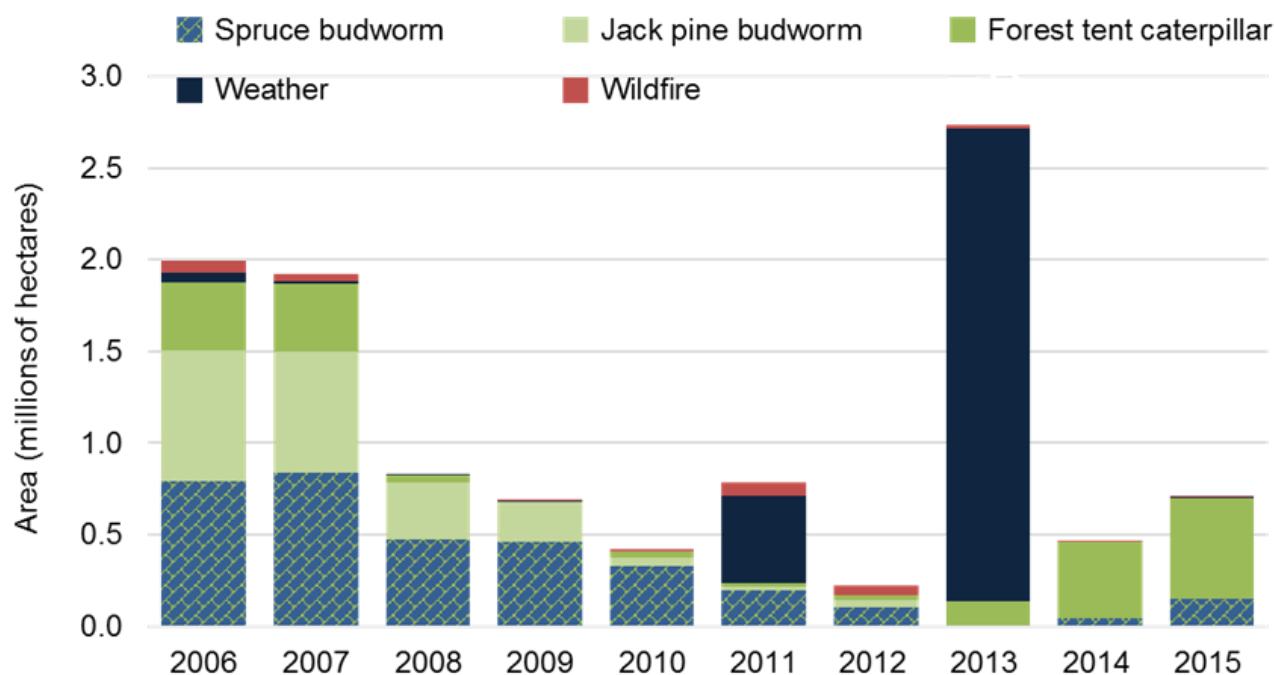 Spruce budworm Jack pine budworm Forest tent caterpillar
Weather Wildfire
Area (millions of hectares)
3.0
2.5
2.0
1.5
1.0
0.5
0.0
2006 2007 2008 2009 2010 2011 2012 2013 2014 2015